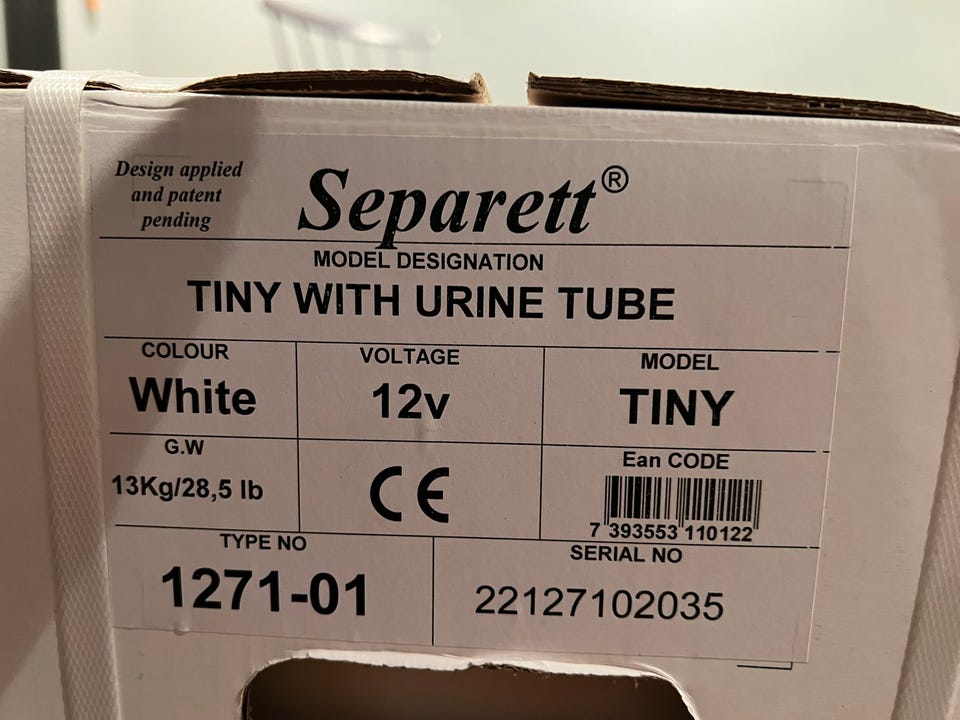 Design applied
and patent
pending
Separett®
MODEL DESIGNATION
TINY WITH URINE TUBE
COLOUR
White
VOLTAGE
12v
MODEL
TINY
G.W
13Kg/28,5 lb
CE
Ean CODE
7 393553 110122
TYPE NO
1271-01
SERIAL NO
22127102035